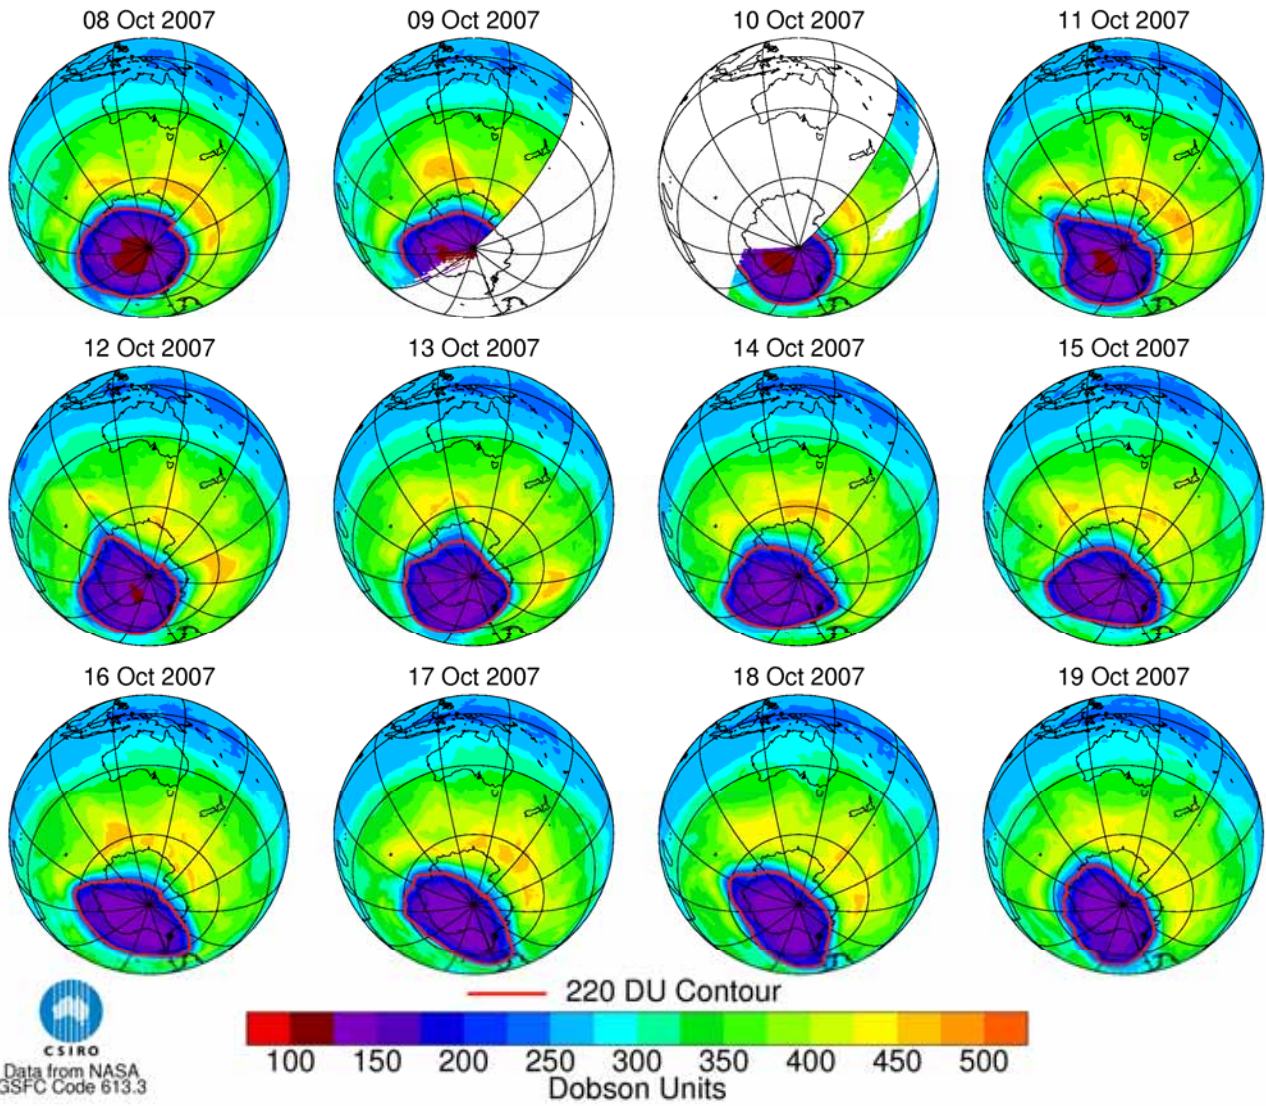 08 Oct 2007 09 Oct 2007 10 Oct 2007 11 Oct 2007
12 Oct 2007 13 Oct 2007 14 Oct 2007 15 Oct 2007
16 Oct 2007 17 Oct 2007 18 Oct 2007 19 Oct 2007
220 DU Contour
100 150 200 250 300 350 400 450 500
Dobson Units
CSIRO
Data from NASA
GSFC Code 613.3